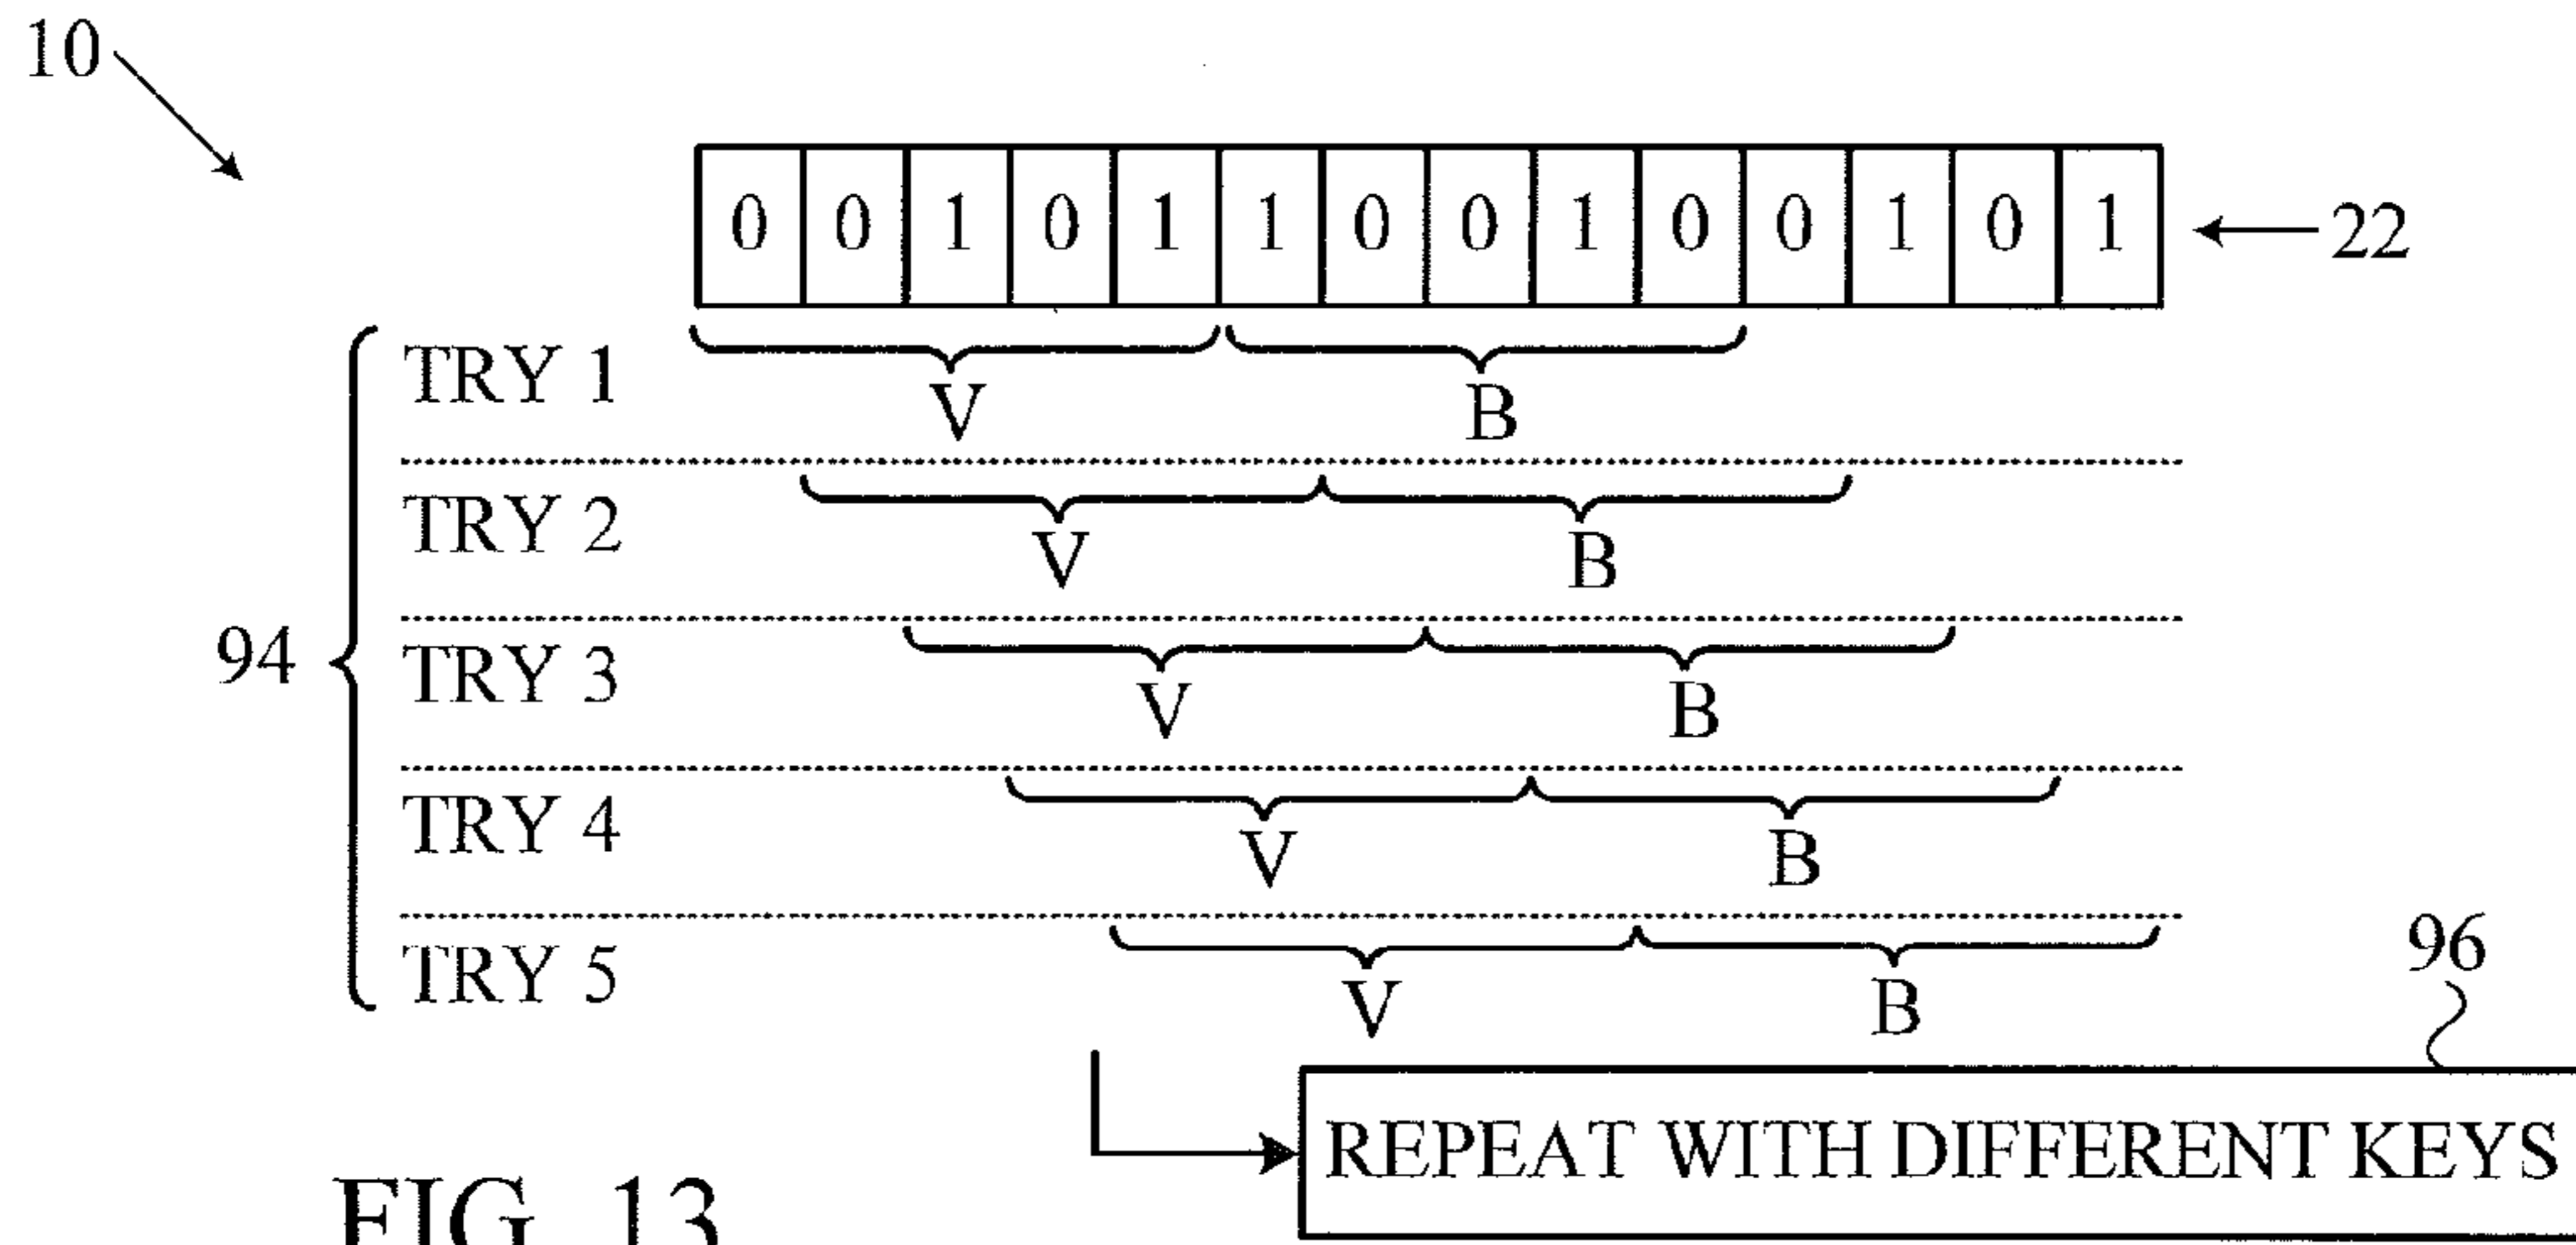 10
0 0 1 0 1 1 0 0 1 0 0 1 0 1
22
94
TRY 1
V B
TRY 2
V B
TRY 3
V B
TRY 4
V B
TRY 5
V B
96
REPEAT WITH DIFFERENT KEYS
FIG. 13